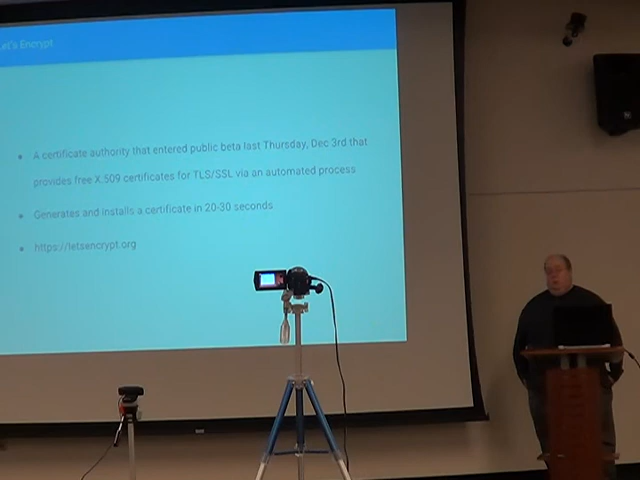 Let's Encrypt
A certificate authority that entered public beta last Thursday, Dec 3rd that
provides free X.509 certificates for TLS/SSL via an automated process
Generates and installs a certificate in 20-30 seconds
https://letsencrypt.org